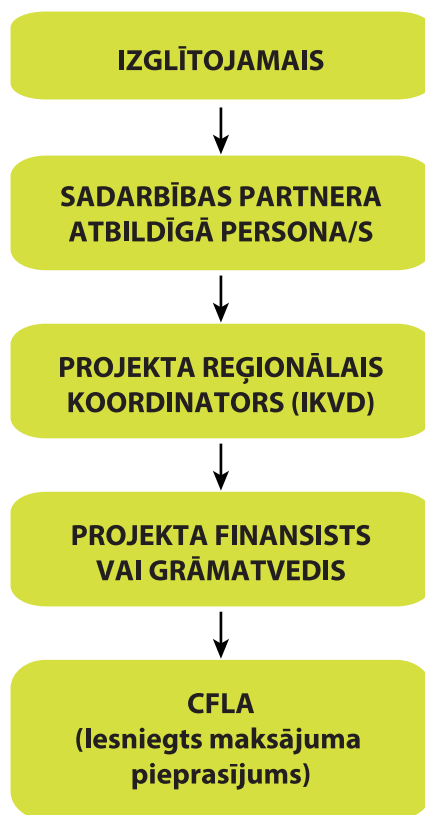 IZGLĪTOJAMAIS
SADARBĪBAS PARTNERA
ATBILDĪGĀ PERSONA/S
PROJEKTA REĢIONĀLAIS
KOORDINATORS (IKVD)
PROJEKTA FINANSISTS
VAI GRĀMATVEDIS
CFLA
(Iesniegts maksājuma
pieprasījums)